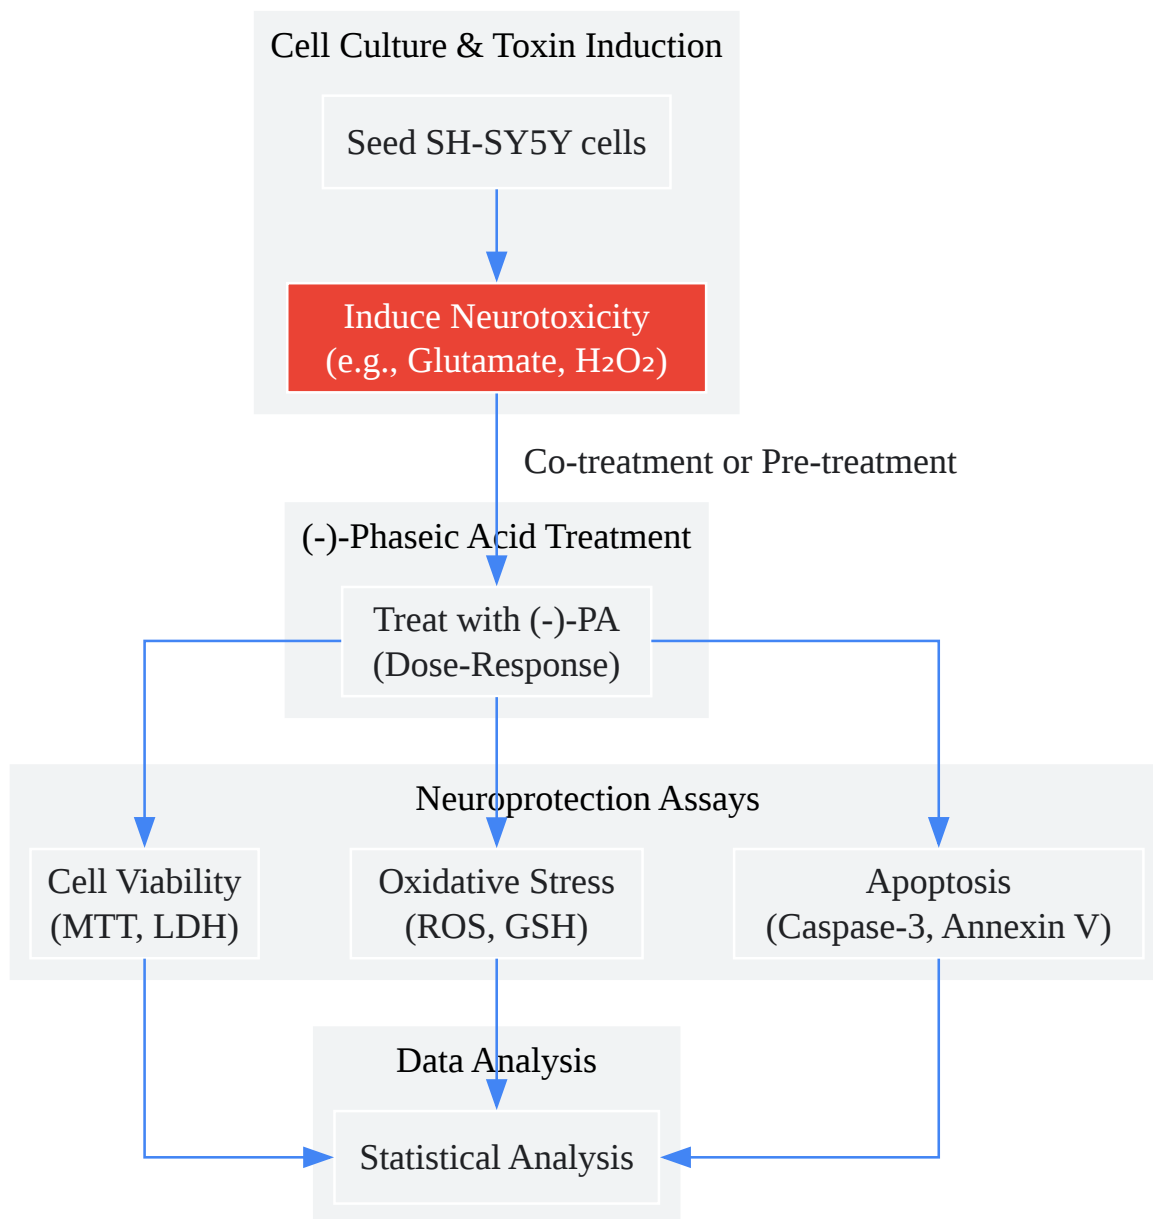 Cell Culture & Toxin Induction
Seed SH-SY5Y cells
Induce Neurotoxicity
(e.g., Glutamate, H₂O₂)
Co-treatment or Pre-treatment
(-)-Phaseic Acid Treatment
Treat with (-)-PA
(Dose-Response)
Neuroprotection Assays
Cell Viability
(MTT, LDH)
Oxidative Stress
(ROS, GSH)
Apoptosis
(Caspase-3, Annexin V)
Data Analysis
Statistical Analysis